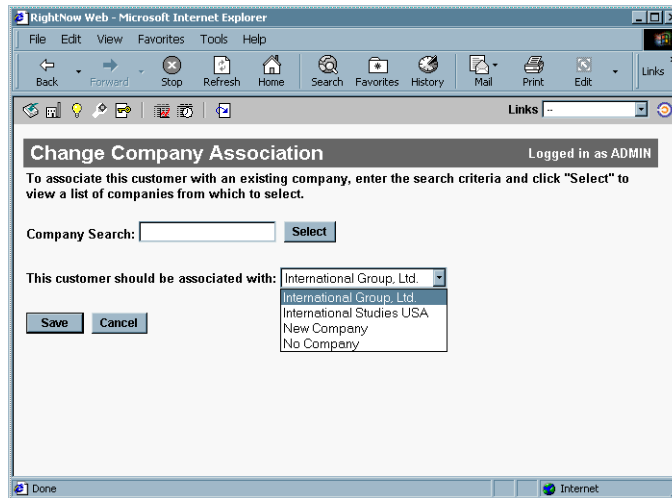 RightNow Web - Microsoft Internet Explorer
File Edit View Favorites Tools Help
Back Forward Stop Refresh Home Search Favorites History Mail Print Edit Links
Links --
Change Company Association Logged in as ADMIN
To associate this customer with an existing company, enter the search criteria and click "Select" to
view a list of companies from which to select.
Company Search: Select
This customer should be associated with: International Group, Ltd.
International Group, Ltd.
International Studies USA
New Company
No Company
Save Cancel
Done Internet